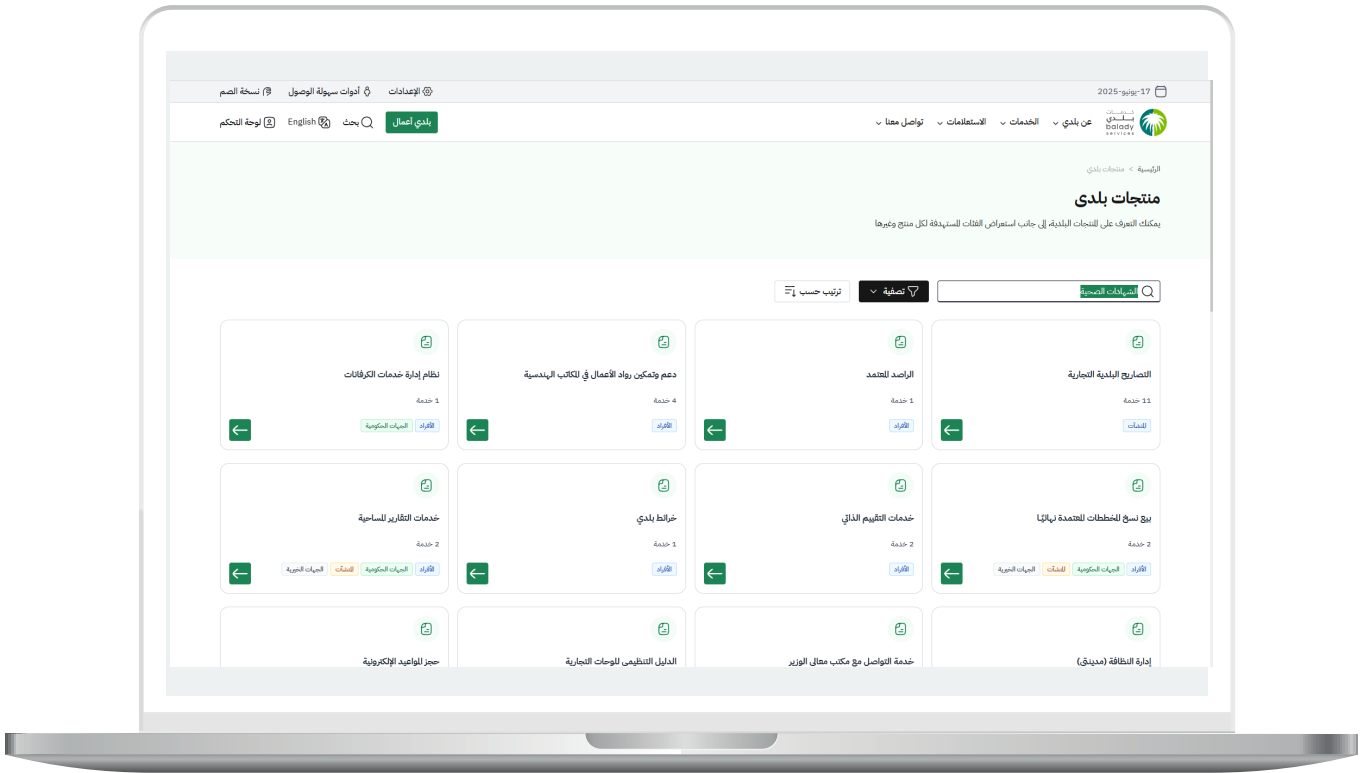 17-يونيو-2025
الإعدادات
أدوات سهولة الوصول
نسخة الصم
خدمات
بلدي
balady
services
عن بلدي
الخدمات
الاستعلامات
تواصل معنا
بلدي أعمال
بحث
English
لوحة التحكم
الرئيسية > منتجات بلدي
منتجات بلدي
يمكنك التعرف على المنتجات البلدية، إلى جانب استعراض الفئات المستهدفة لكل منتج وغيرها
الشهادات الصحية
تصفية
ترتيب حسب
التصاريح البلدية التجارية
11 خدمة
المنشآت
الراصد المعتمد
1 خدمة
الأفراد
دعم وتمكين رواد الأعمال في المكاتب الهندسية
4 خدمة
الأفراد
نظام إدارة خدمات الكرفانات
1 خدمة
الأفراد الجهات الحكومية
بيع نسخ المخططات المعتمدة نهائيًا
2 خدمة
الأفراد الجهات الحكومية المنشآت الجهات الخيرية
خدمات التقييم الذاتي
2 خدمة
الأفراد
خرائط بلدي
1 خدمة
الأفراد
خدمات التقارير المساحية
2 خدمة
الأفراد الجهات الحكومية المنشآت الجهات الخيرية
إدارة النظافة (مدينتي)
خدمة التواصل مع مكتب معالي الوزير
الدليل التنظيمي للوحات التجارية
حجز المواعيد الإلكترونية